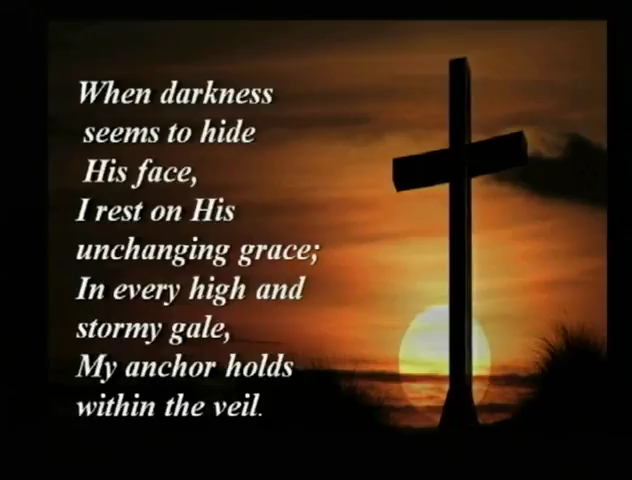 When darkness
seems to hide
His face,
I rest on His
unchanging grace;
In every high and
stormy gale,
My anchor holds
within the veil.